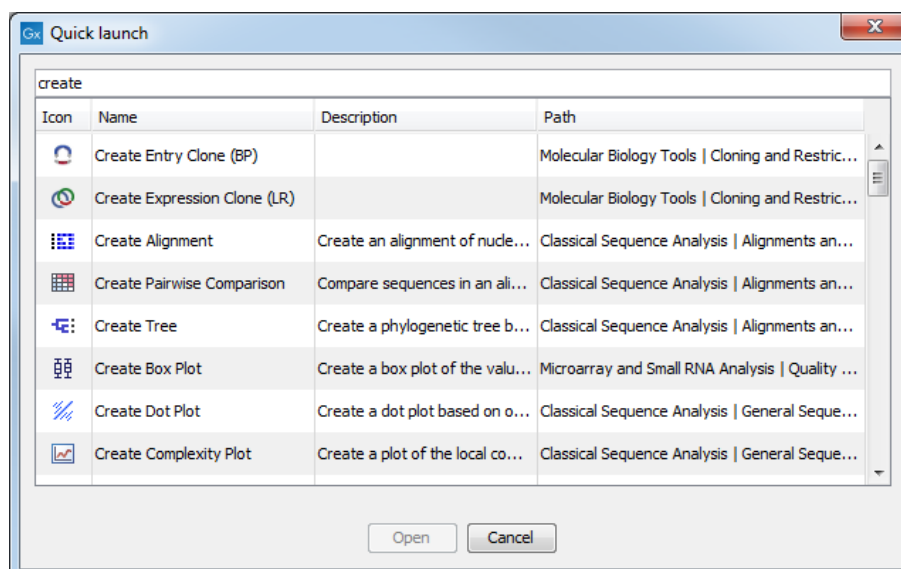 Gx Quick launch
create
Icon Name Description Path
Create Entry Clone (BP) Molecular Biology Tools | Cloning and Restric...
Create Expression Clone (LR) Molecular Biology Tools | Cloning and Restric...
Create Alignment Create an alignment of nucle... Classical Sequence Analysis | Alignments an...
Create Pairwise Comparison Compare sequences in an ali... Classical Sequence Analysis | Alignments an...
Create Tree Create a phylogenetic tree b... Classical Sequence Analysis | Alignments an...
Create Box Plot Create a box plot of the valu... Microarray and Small RNA Analysis | Quality ...
Create Dot Plot Create a dot plot based on o... Classical Sequence Analysis | General Seque...
Create Complexity Plot Create a plot of the local co... Classical Sequence Analysis | General Seque...
Open Cancel